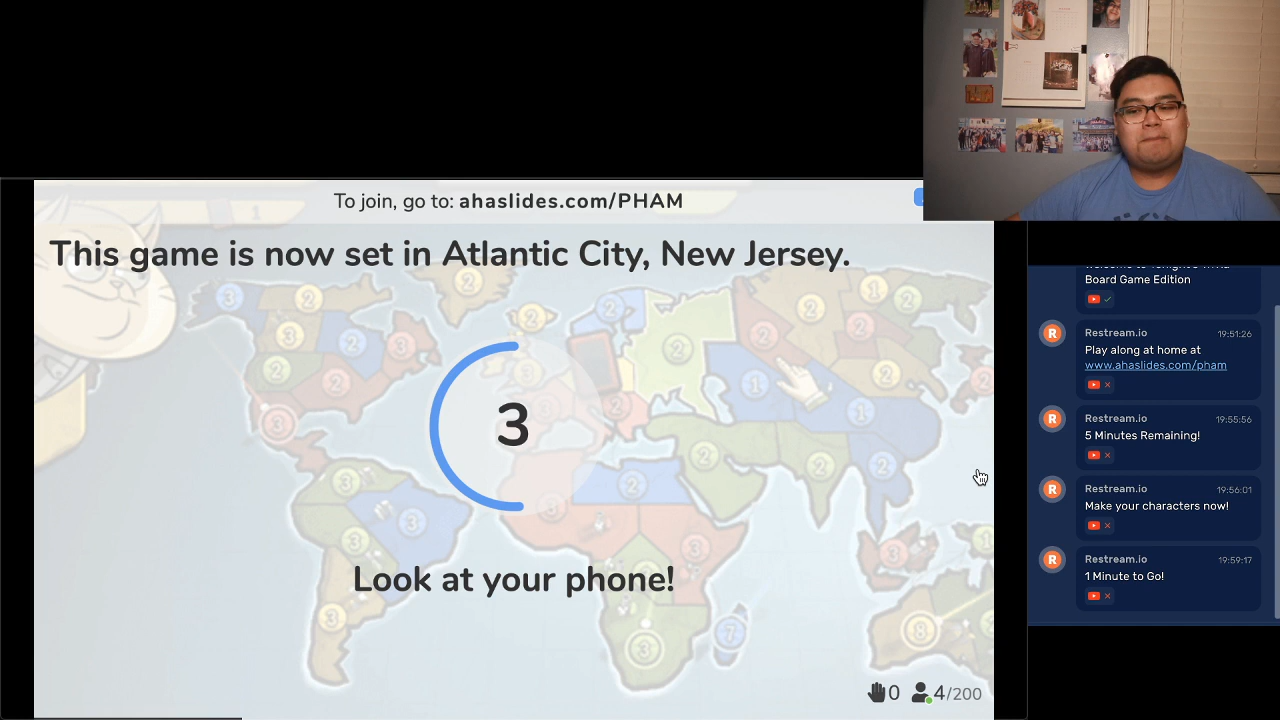 To join, go to: ahaslides.com/PHAM
This game is now set in Atlantic City, New Jersey.
3
Look at your phone!
0 4/200
Board Game Edition
Restream.io 19:51:26
Play along at home at
www.ahaslides.com/pham
Restream.io 19:55:56
5 Minutes Remaining!
Restream.io 19:56:01
Make your characters now!
Restream.io 19:59:17
1 Minute to Go!